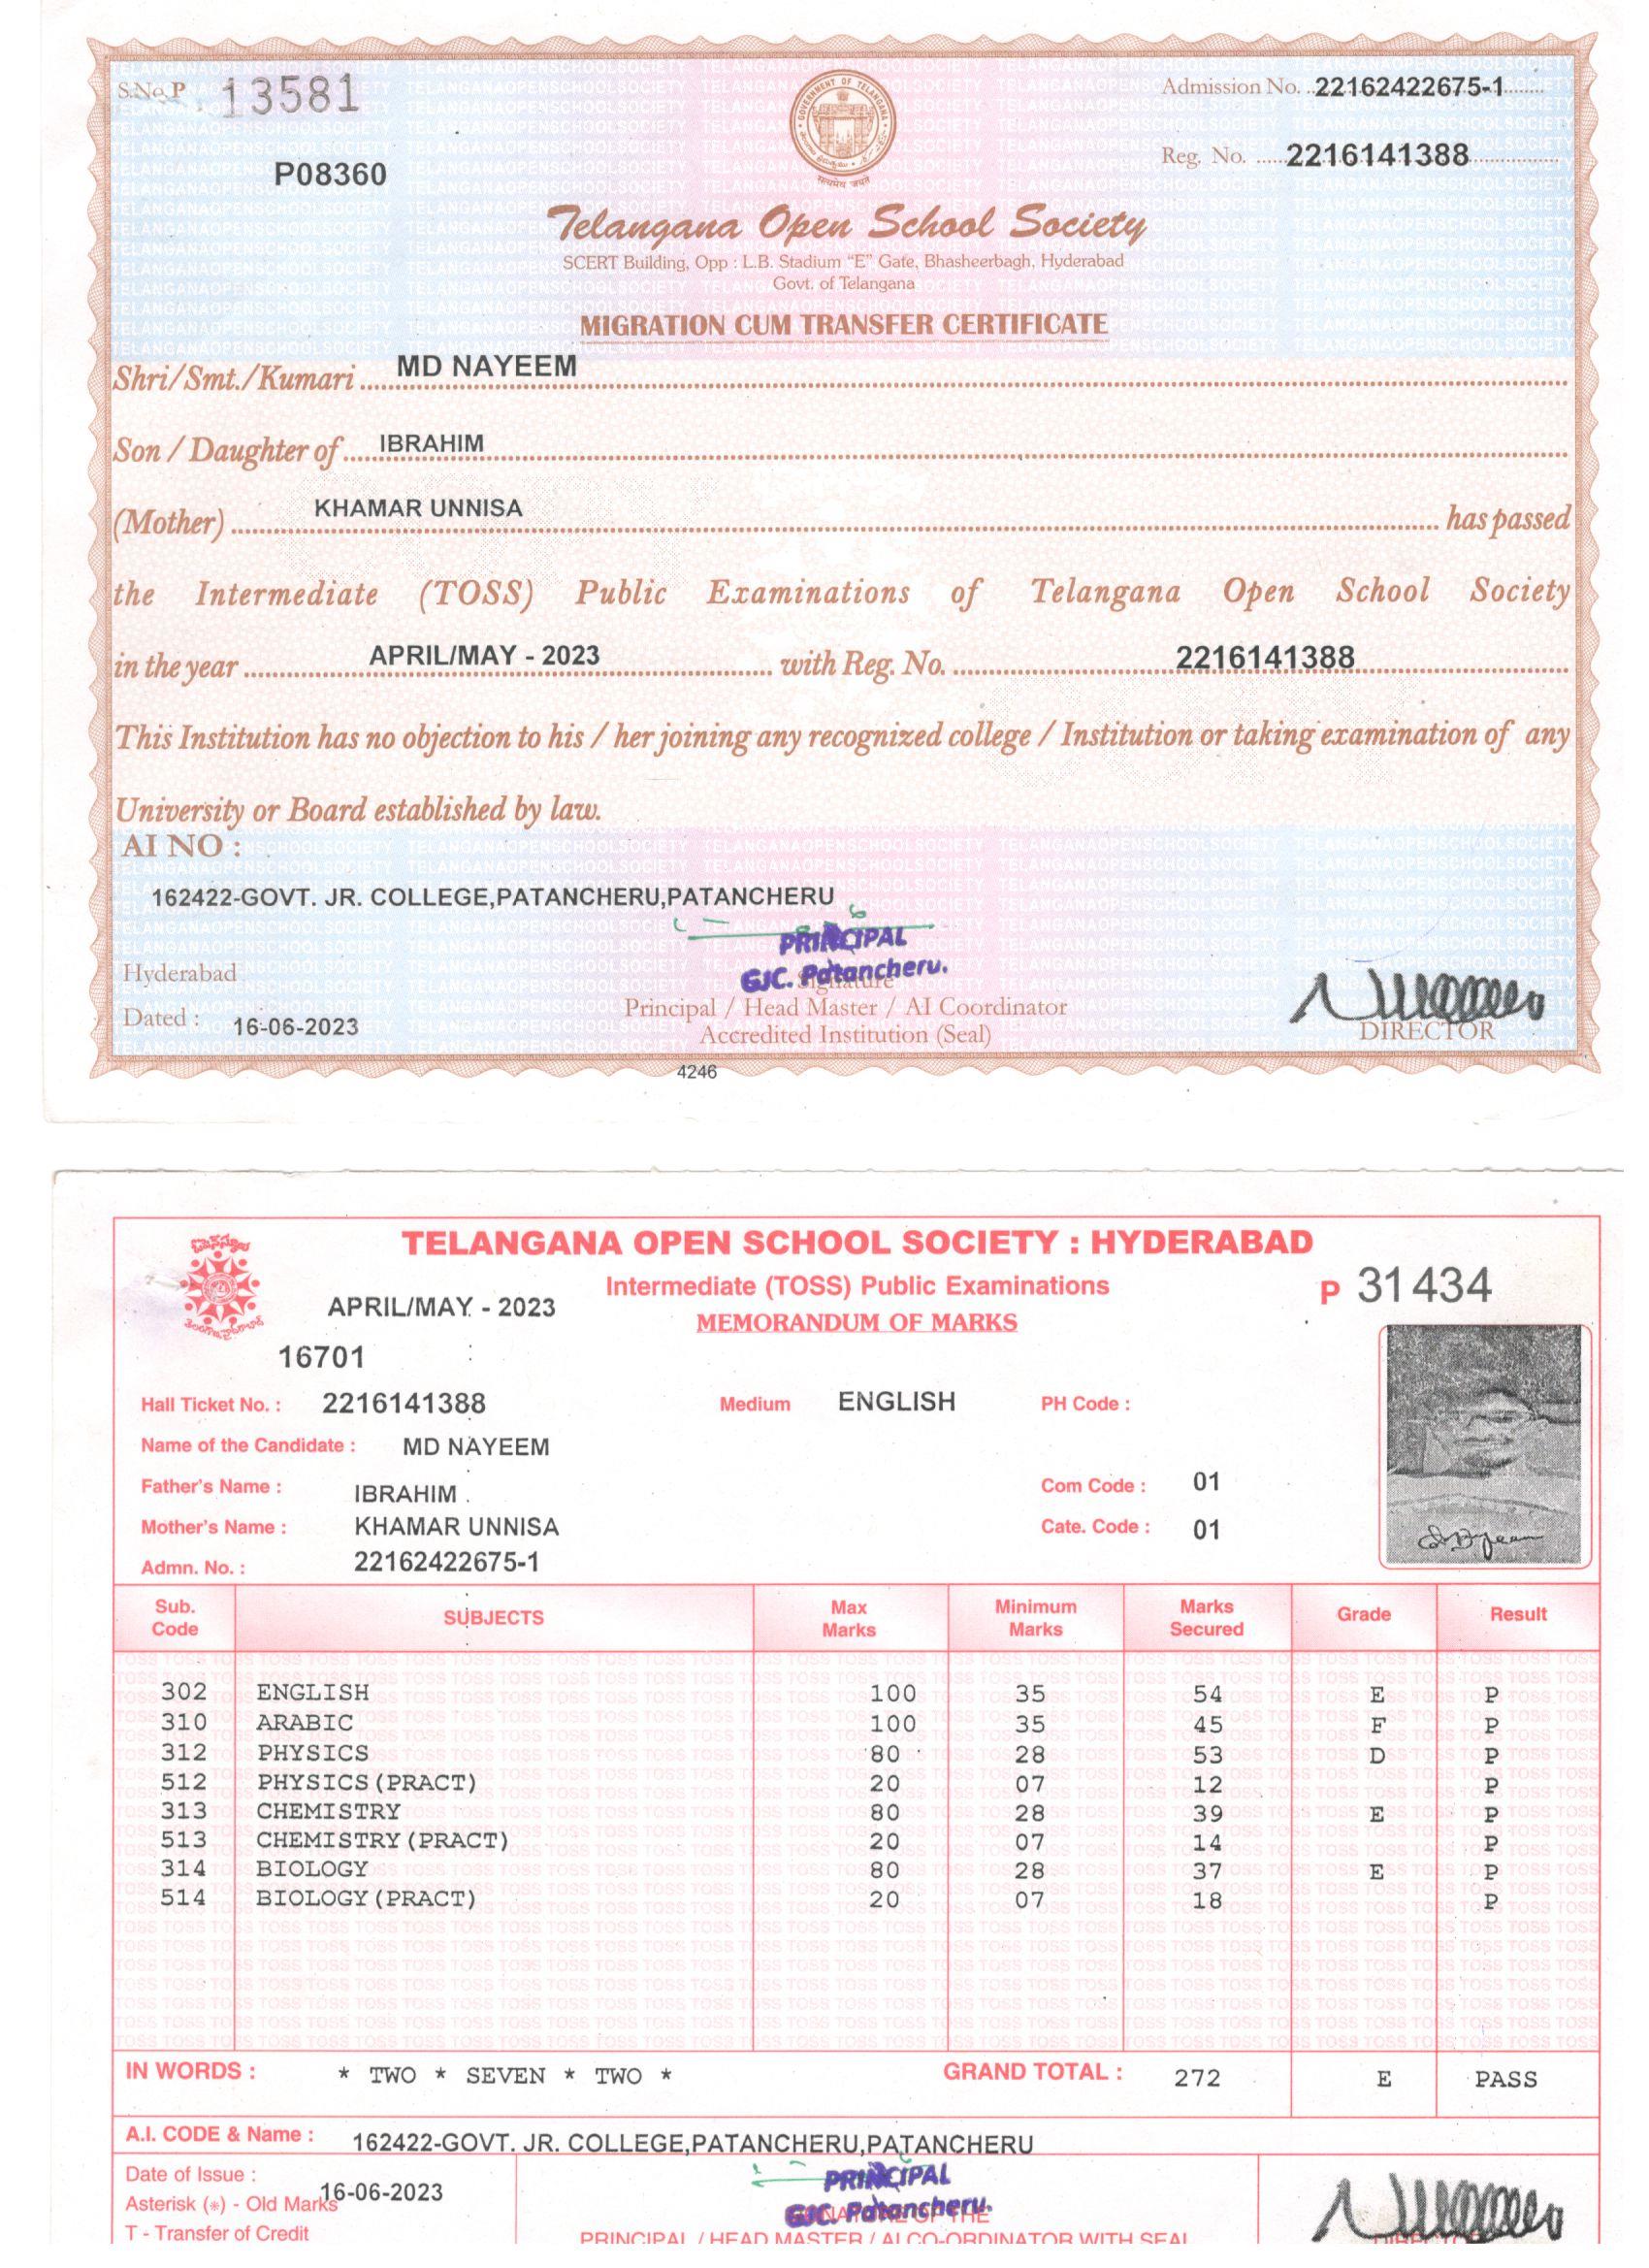 S.No.P 13581
Admission No. 22162422675-1
P08360
Reg. No. 2216141388
Telangana Open School Society
SCERT Building, Opp : L.B. Stadium “E” Gate, Bhasheerbagh, Hyderabad
Govt. of Telangana
MIGRATION CUM TRANSFER CERTIFICATE
Shri/Smt./Kumari MD NAYEEM
Son / Daughter of IBRAHIM
(Mother) KHAMAR UNNISA has passed
the Intermediate (TOSS) Public Examinations of Telangana Open School Society
in the year APRIL/MAY - 2023 with Reg. No. 2216141388
This Institution has no objection to his / her joining any recognized college / Institution or taking examination of any
University or Board established by law.
AI NO :
162422-GOVT. JR. COLLEGE,PATANCHERU,PATANCHERU
PRINCIPAL
GJC. Patancheru.
Hyderabad
Signature
Principal / Head Master / AI Coordinator
Dated : 16-06-2023
Accredited Institution (Seal)
DIRECTOR
4246
TELANGANA OPEN SCHOOL SOCIETY : HYDERABAD
Intermediate (TOSS) Public Examinations
P 31434
APRIL/MAY - 2023
MEMORANDUM OF MARKS
16701
Hall Ticket No. : 2216141388 Medium ENGLISH PH Code :
Name of the Candidate : MD NAYEEM
Father's Name : IBRAHIM Com Code : 01
Mother's Name : KHAMAR UNNISA Cate. Code : 01
Admn. No. : 22162422675-1
Sub. Code SUBJECTS Max Marks Minimum Marks Marks Secured Grade Result
302 ENGLISH 100 35 54 E P
310 ARABIC 100 35 45 F P
312 PHYSICS 80 28 53 D P
512 PHYSICS(PRACT) 20 07 12 P
313 CHEMISTRY 80 28 39 E P
513 CHEMISTRY(PRACT) 20 07 14 P
314 BIOLOGY 80 28 37 E P
514 BIOLOGY(PRACT) 20 07 18 P
IN WORDS : * TWO * SEVEN * TWO * GRAND TOTAL : 272 E PASS
A.I. CODE & Name : 162422-GOVT. JR. COLLEGE,PATANCHERU,PATANCHERU
Date of Issue : 16-06-2023
PRINCIPAL
GJC. Patancheru.
Asterisk (*) - Old Marks
T - Transfer of Credit
PRINCIPAL / HEAD MASTER / AI CO-ORDINATOR WITH SEAL